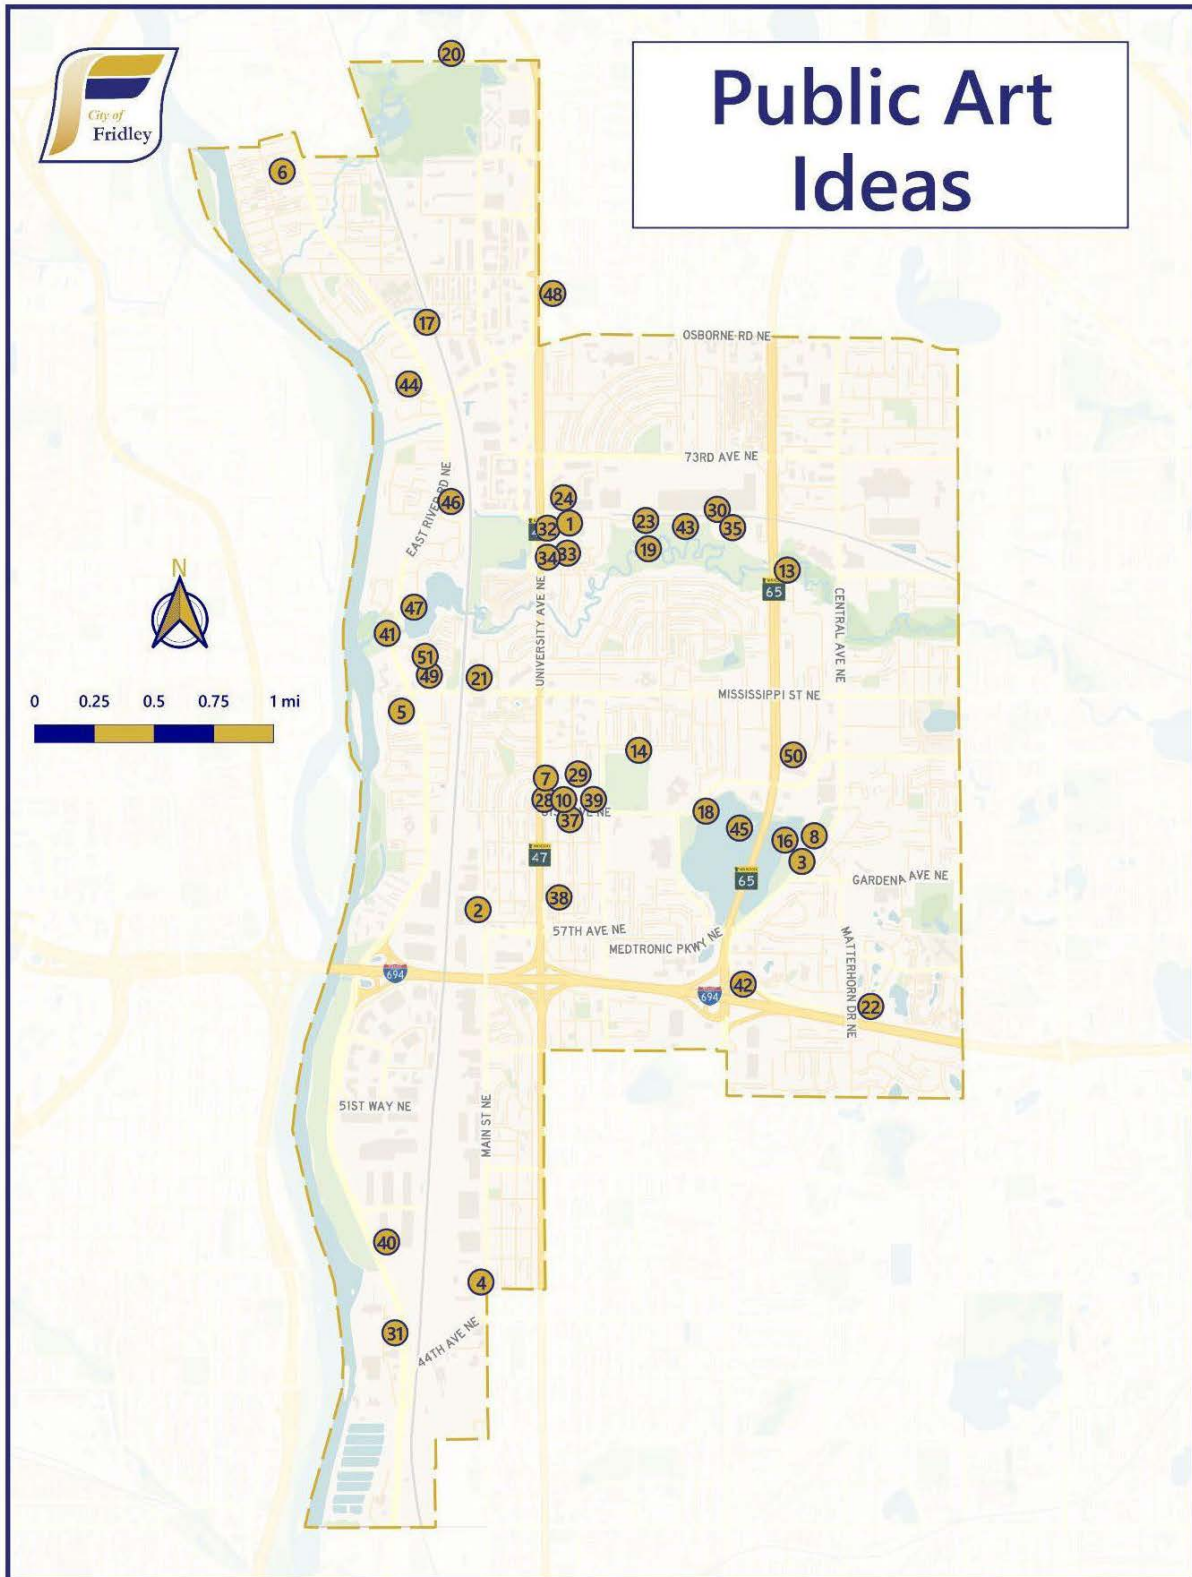 City of
Fridley
Public Art
Ideas
20
6
48
17
OSBORNE RD NE
44
73RD AVE NE
EAST RIVER RD NE
46
24
1
32
23
43
30
35
34
33
19
13
65
N
UNIVERSITY AVE NE
CENTRAL AVE NE
47
41
51
49
21
0 0.25 0.5 0.75 1 mi
MISSISSIPPI ST NE
5
14
50
7
29
28
10
39
37
AVE NE
18
45
16
8
3
47
65
GARDENA AVE NE
38
2
57TH AVE NE
MEDTRONIC PKWY NE
MATTERHORN DR NE
694
42
694
22
51ST WAY NE
MAIN ST NE
40
4
31
44TH AVE NE